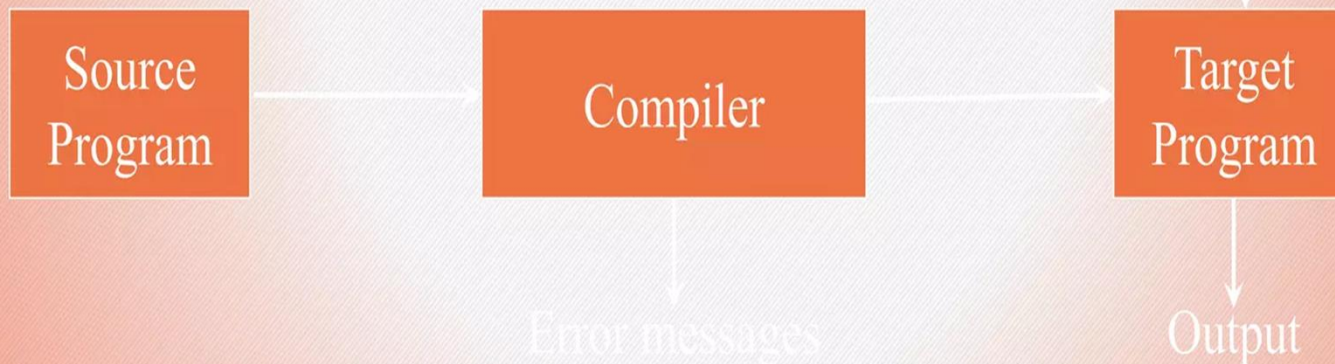 Source
Program
Compiler
Target
Program
Error messages
Output